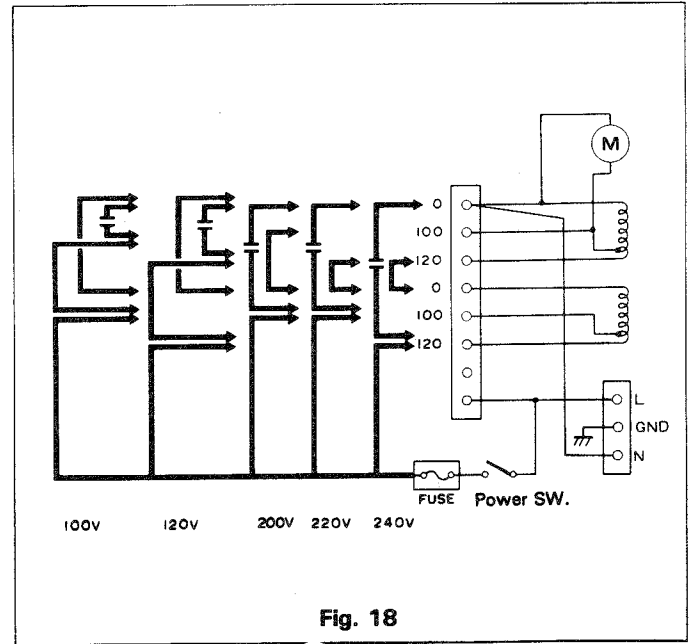 M
0
100
120
0
100
120
L
GND
N
FUSE
Power SW.
100V 120V 200V 220V 240V
Fig. 18